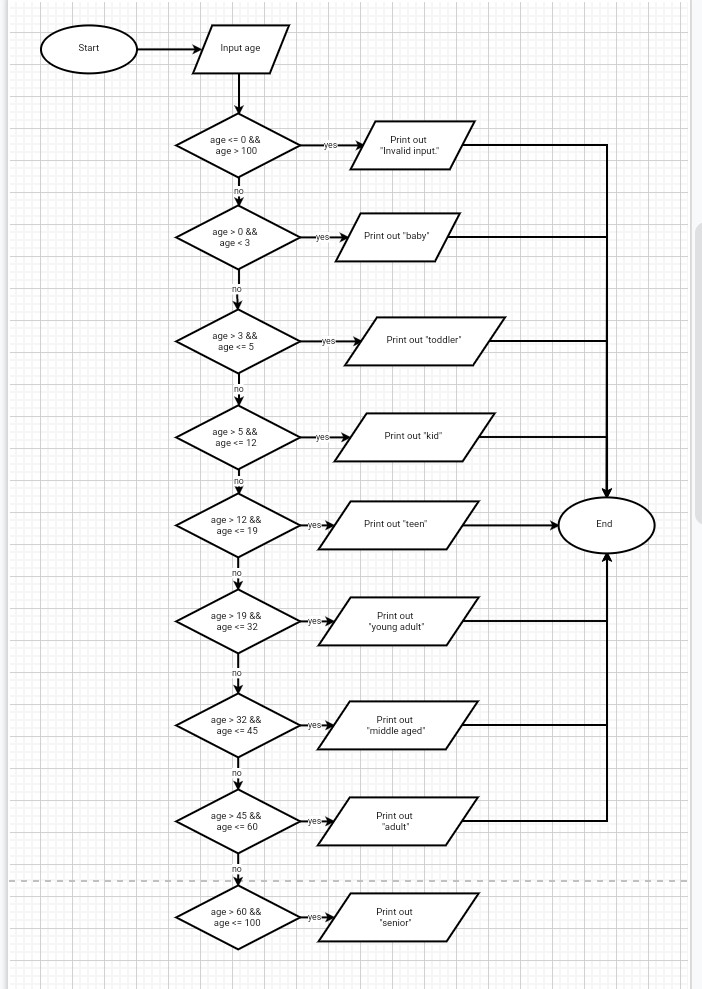 Start
Input age
age <= 0 &&
age > 100
yes
Print out
"Invalid input."
no
age > 0 &&
age < 3
yes
Print out "baby"
no
age > 3 &&
age <= 5
yes
Print out "toddler"
no
age > 5 &&
age <= 12
yes
Print out "kid"
no
age > 12 &&
age <= 19
yes
Print out "teen"
End
no
age > 19 &&
age <= 32
yes
Print out
"young adult"
no
age > 32 &&
age <= 45
yes
Print out
"middle aged"
no
age > 45 &&
age <= 60
yes
Print out
"adult"
no
age > 60 &&
age <= 100
yes
Print out
"senior"